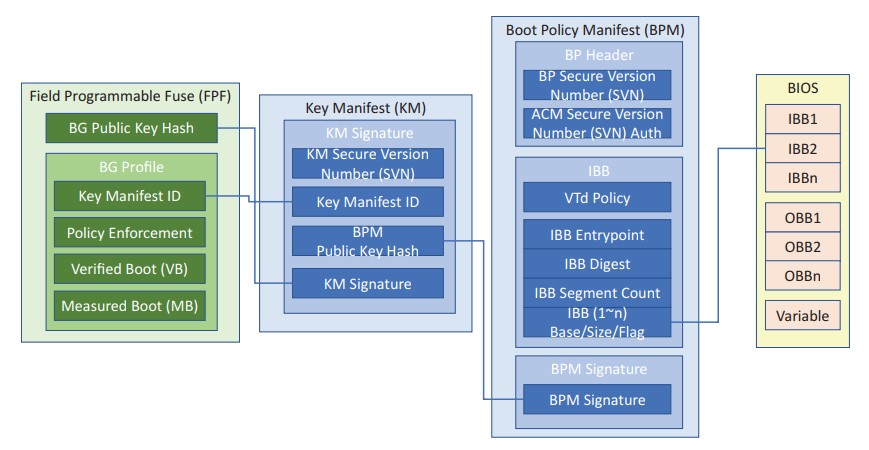 Field Programmable Fuse (FPF)
BG Public Key Hash
BG Profile
Key Manifest ID
Policy Enforcement
Verified Boot (VB)
Measured Boot (MB)
Key Manifest (KM)
KM Signature
KM Secure Version
Number (SVN)
Key Manifest ID
BPM
Public Key Hash
KM Signature
Boot Policy Manifest (BPM)
BP Header
BP Secure Version
Number (SVN)
ACM Secure Version
Number (SVN) Auth
IBB
VTd Policy
IBB Entrypoint
IBB Digest
IBB Segment Count
IBB (1~n)
Base/Size/Flag
BPM Signature
BPM Signature
BIOS
IBB1
IBB2
IBBn
OBB1
OBB2
OBBn
Variable